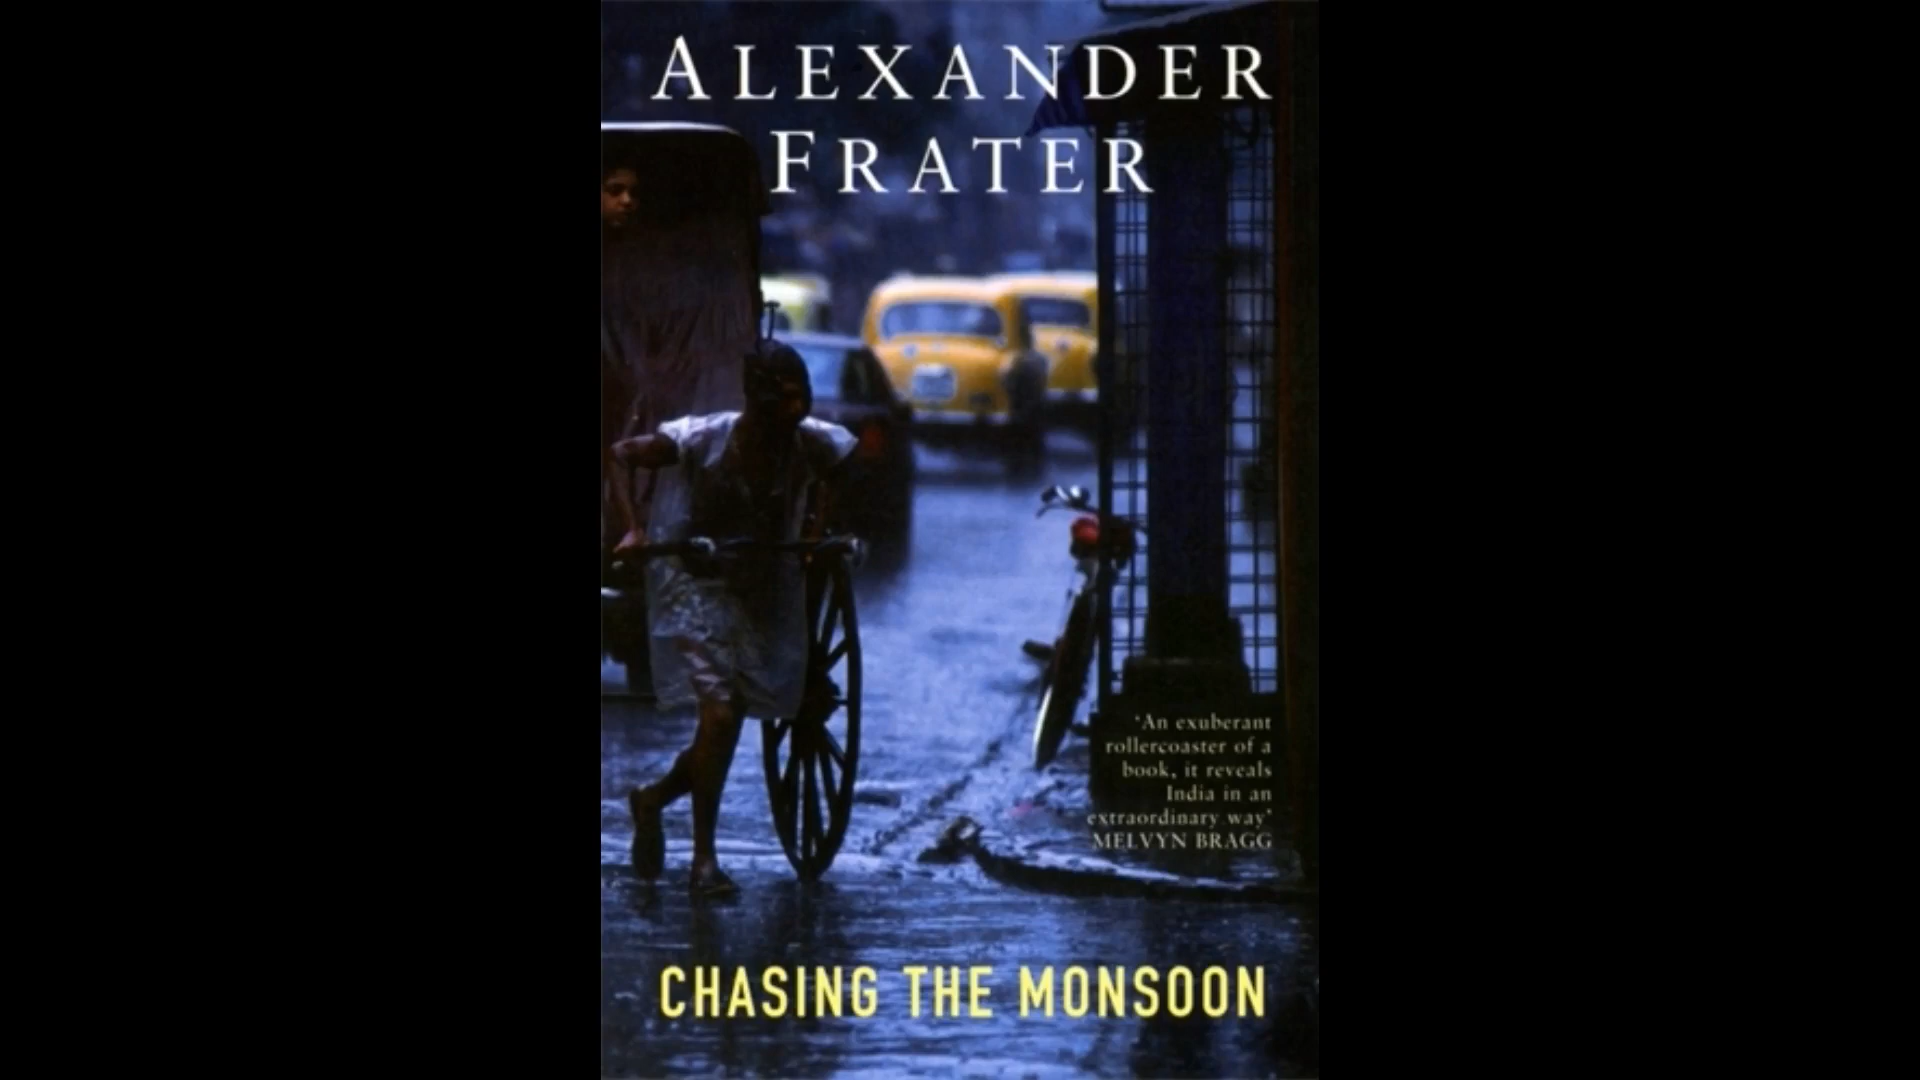 ALEXANDER
FRATER
‘An exuberant
rollercoaster of a
book, it reveals
India in an
extraordinary way’
MELVYN BRAGG
CHASING THE MONSOON